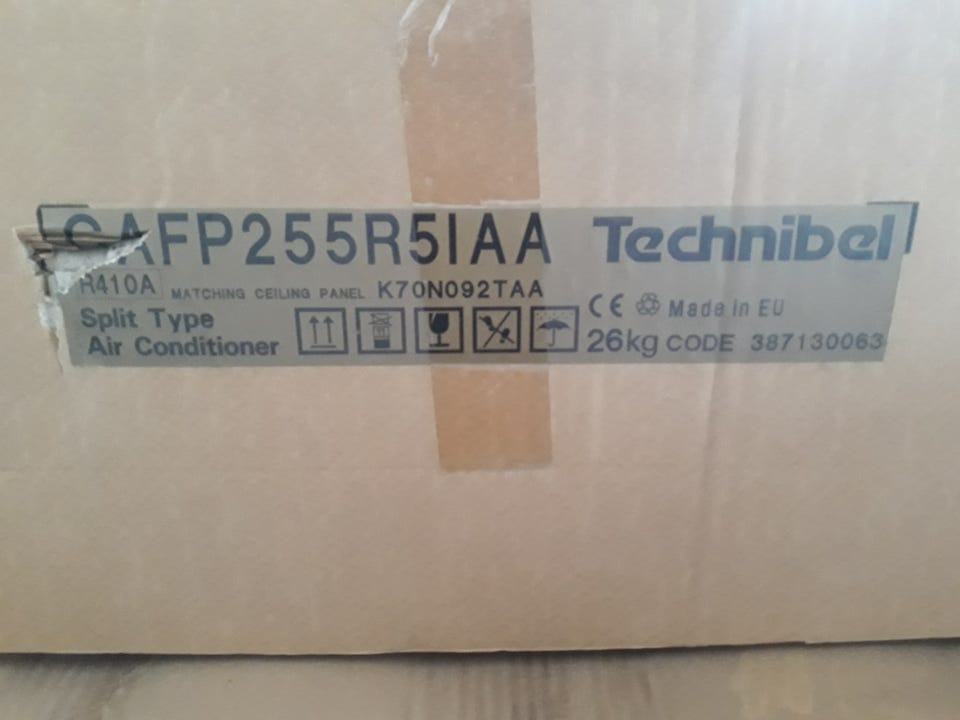 CAFP255R5IAA Technibel
R410A MATCHING CEILING PANEL K70N092TAA
CE Made in EU
Split Type
Air Conditioner
26kg CODE 387130063